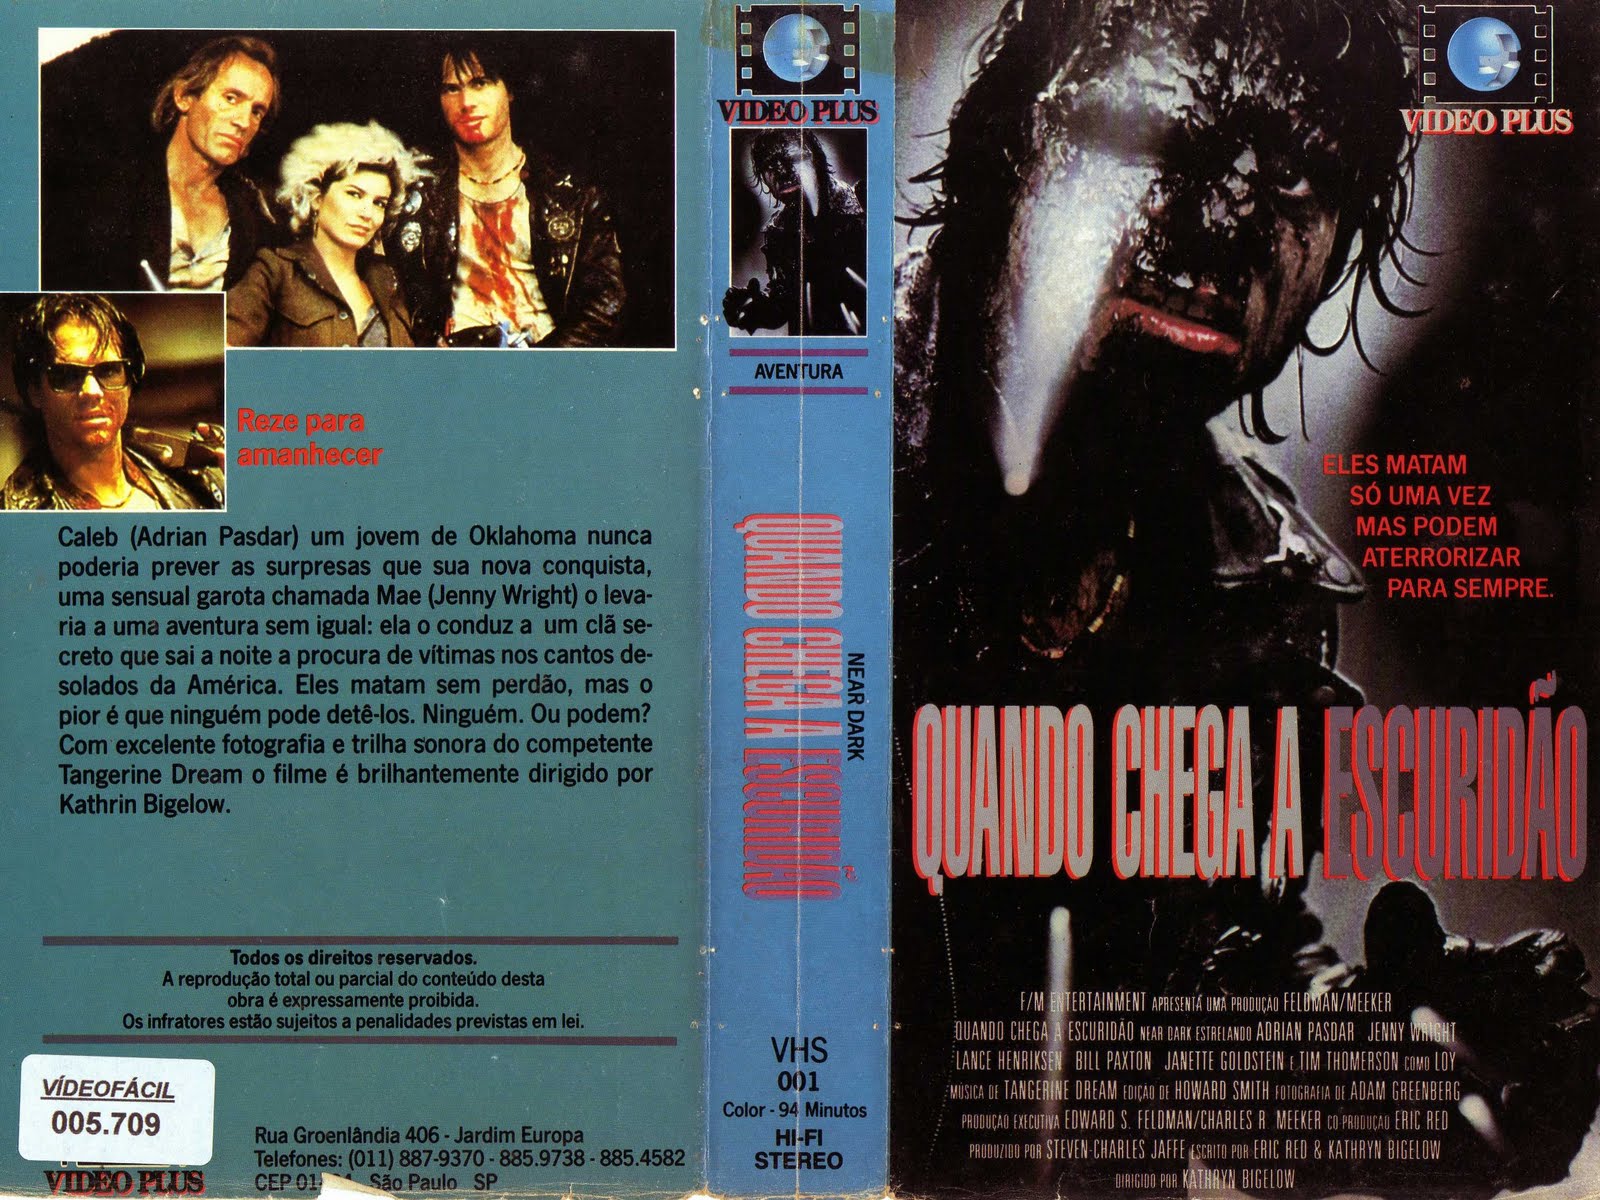 Reze para
amanhecer
Caleb (Adrian Pasdar) um jovem de Oklahoma nunca
poderia prever as surpresas que sua nova conquista,
uma sensual garota chamada Mae (Jenny Wright) o leva-
ria a uma aventura sem igual: ela o conduz a um clã se-
creto que sai a noite a procura de vítimas nos cantos de-
solados da América. Eles matam sem perdão, mas o
pior é que ninguém pode detê-los. Ninguém. Ou podem?
Com excelente fotografia e trilha sonora do competente
Tangerine Dream o filme é brilhantemente dirigido por
Kathrin Bigelow.
Todos os direitos reservados.
A reprodução total ou parcial do conteúdo desta
obra é expressamente proibida.
Os infratores estão sujeitos a penalidades previstas em lei.
VÍDEOFÁCIL
005.709
VIDEO PLUS
Rua Groenlândia 406 - Jardim Europa
Telefones: (011) 887-9370 - 885.9738 - 885.4582
CEP 01 São Paulo SP
VIDEO PLUS
AVENTURA
QUANDO CHEGA A ESCURIDÃO
NEAR DARK
VHS
001
Color - 94 Minutos
HI-FI
STEREO
VIDEO PLUS
ELES MATAM
SÓ UMA VEZ
MAS PODEM
ATERRORIZAR
PARA SEMPRE.
QUANDO CHEGA A ESCURIDÃO
F/M ENTERTAINMENT APRESENTA UMA PRODUÇÃO FELDMAN/MEEKER
QUANDO CHEGA A ESCURIDÃO NEAR DARK ESTRELANDO ADRIAN PASDAR JENNY WRIGHT
LANCE HENRIKSEN BILL PAXTON JANETTE GOLDSTEIN E TIM THOMERSON COMO LOY
MÚSICA DE TANGERINE DREAM EDIÇÃO DE HOWARD SMITH FOTOGRAFIA DE ADAM GREENBERG
PRODUÇÃO EXECUTIVA EDWARD S. FELDMAN/CHARLES R. MEEKER CO-PRODUÇÃO ERIC RED
PRODUZIDO POR STEVEN-CHARLES JAFFE ESCRITO POR ERIC RED & KATHRYN BIGELOW
DIRIGIDO POR KATHRYN BIGELOW